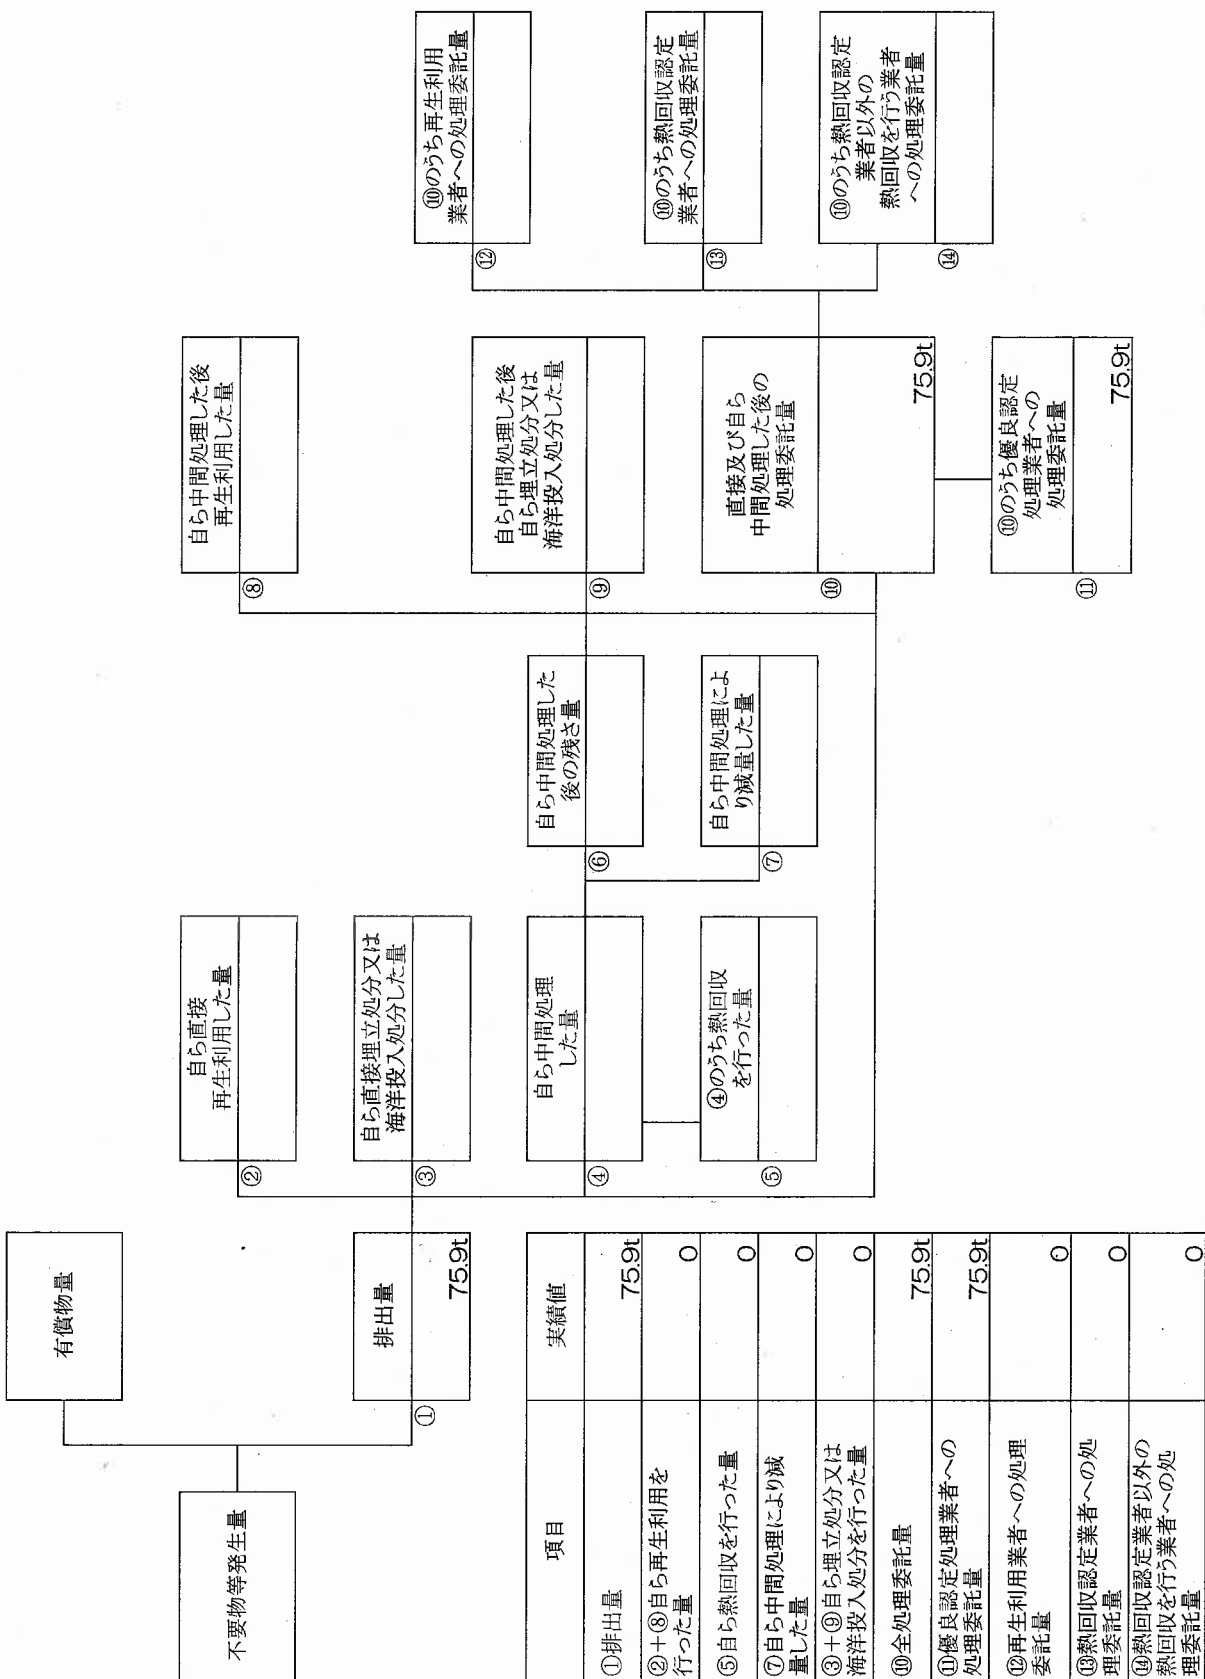 不要物等発生量
有償物量
排出量
①
75.9t
自ら直接
再生利用した量
②
自ら直接埋立処分又は
海洋投入処分した量
③
自ら中間処理
した量
④
④のうち熱回収
を行った量
⑤
自ら中間処理した
後の残さ量
⑥
自ら中間処理によ
り減量した量
⑦
自ら中間処理した後
再生利用した量
⑧
自ら中間処理した後
自ら埋立処分又は
海洋投入処分した量
⑨
直接及び自ら
中間処理した後の
処理委託量
⑩
75.9t
⑩のうち優良認定
処理業者への
処理委託量
⑪
75.9t
⑩のうち再生利用
業者への処理委託量
⑫
⑩のうち熱回収認定
業者への処理委託量
⑬
⑩のうち熱回収認定
業者以外の
熱回収を行う業者
への処理委託量
⑭
項目
実績値
①排出量
75.9t
②+⑧自ら再生利用を
行った量
0
⑤自ら熱回収を行った量
0
⑦自ら中間処理により減
量した量
0
③+⑨自ら埋立処分又は
海洋投入処分を行った量
0
⑩全処理委託量
75.9t
⑪優良認定処理業者への
処理委託量
75.9t
⑫再生利用業者への処理
委託量
0
⑬熱回収認定業者への処
理委託量
0
⑭熱回収認定業者以外の
熱回収を行う業者への処
理委託量
0